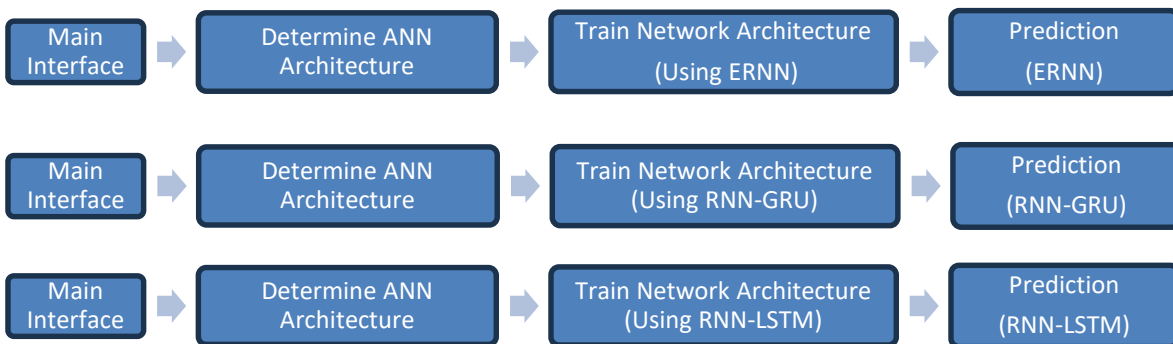 Main
Interface
Determine ANN
Architecture
Train Network Architecture
(Using ERNN)
Prediction
(ERNN)
Main
Interface
Determine ANN
Architecture
Train Network Architecture
(Using RNN-GRU)
Prediction
(RNN-GRU)
Main
Interface
Determine ANN
Architecture
Train Network Architecture
(Using RNN-LSTM)
Prediction
(RNN-LSTM)